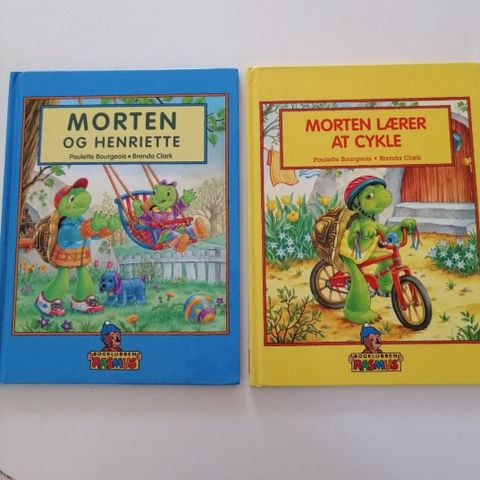 MORTEN
OG HENRIETTE
Paulette Bourgeois • Brenda Clark
BOGKLUBBEN
RASMUS
MORTEN LÆRER
AT CYKLE
Paulette Bourgeois • Brenda Clark
BOGKLUBBEN
RASMUS